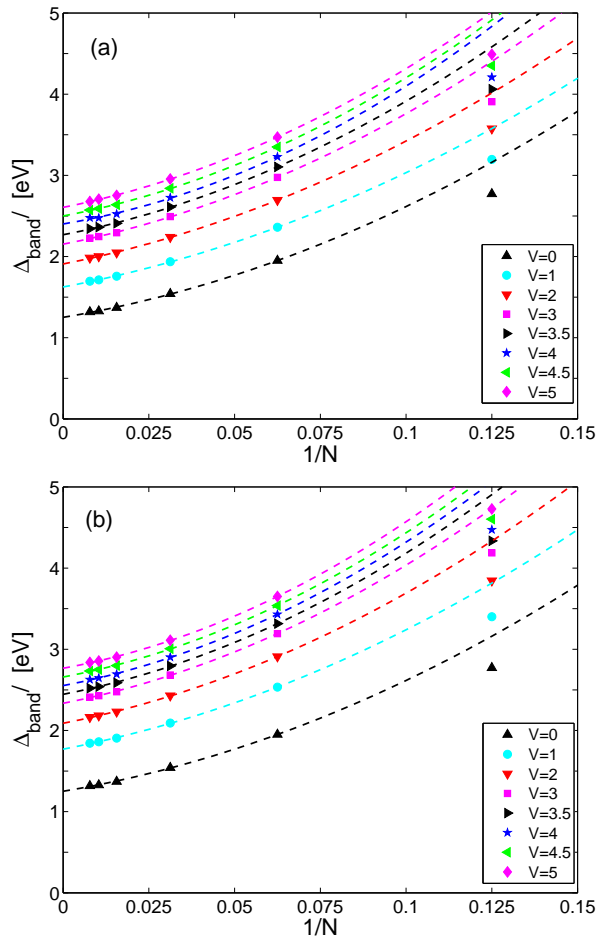 (a)
5
4
3
2
1
0
Δband/ [eV]
0 0.025 0.05 0.075 0.1 0.125 0.15
1/N
V=0
V=1
V=2
V=3
V=3.5
V=4
V=4.5
V=5
(b)
5
4
3
2
1
0
Δband/ [eV]
0 0.025 0.05 0.075 0.1 0.125 0.15
1/N
V=0
V=1
V=2
V=3
V=3.5
V=4
V=4.5
V=5